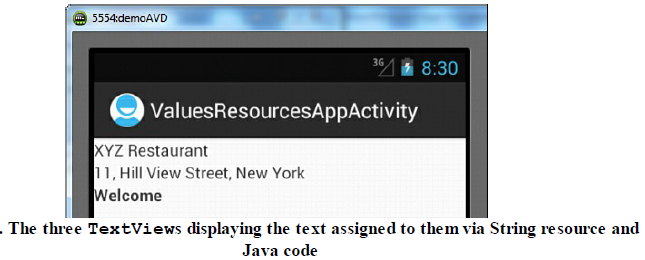 5554:demoAVD
3G 8:30
ValuesResourcesAppActivity
XYZ Restaurant
11, Hill View Street, New York
Welcome
. The three TextViews displaying the text assigned to them via String resource and
Java code